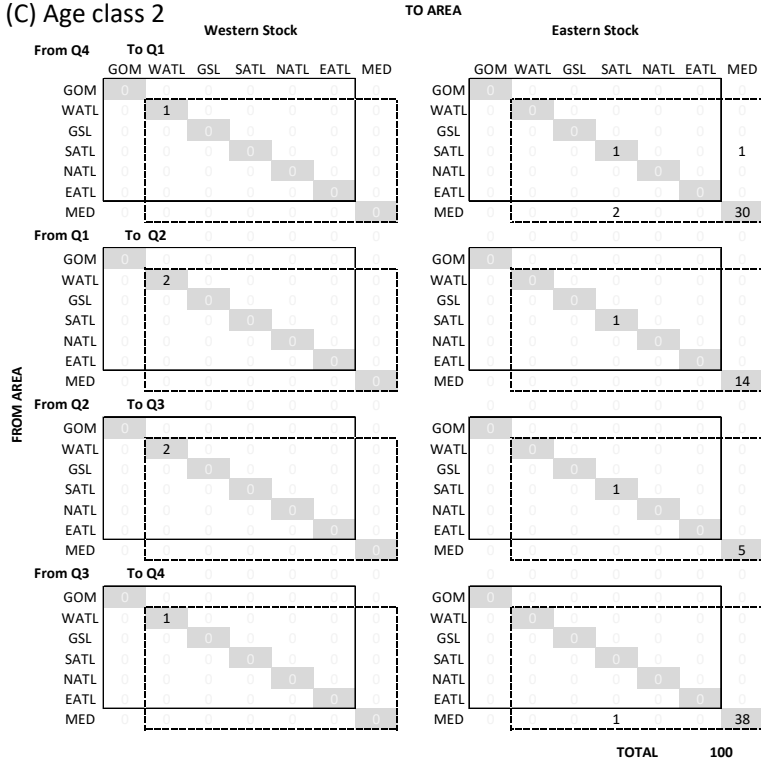 (C) Age class 2
TO AREA
Western Stock Eastern Stock
From Q4 To Q1
GOM WATL GSL SATL NATL EATL MED GOM WATL GSL SATL NATL EATL MED
GOM 0 0 0 0 0 0 0 GOM 0 0 0 0 0 0 0
WATL 0 1 0 0 0 0 0 WATL 0 0 0 0 0 0 0
GSL 0 0 0 0 0 0 0 GSL 0 0 0 0 0 0 0
SATL 0 0 0 0 0 0 0 SATL 0 0 0 1 0 0 1
NATL 0 0 0 0 0 0 0 NATL 0 0 0 0 0 0 0
EATL 0 0 0 0 0 0 0 EATL 0 0 0 0 0 0 0
MED 0 0 0 0 0 0 0 MED 0 0 0 2 0 0 30
From Q1 To Q2
GOM 0 0 0 0 0 0 0 GOM 0 0 0 0 0 0 0
WATL 0 2 0 0 0 0 0 WATL 0 0 0 0 0 0 0
GSL 0 0 0 0 0 0 0 GSL 0 0 0 0 0 0 0
SATL 0 0 0 0 0 0 0 SATL 0 0 0 1 0 0 0
NATL 0 0 0 0 0 0 0 NATL 0 0 0 0 0 0 0
EATL 0 0 0 0 0 0 0 EATL 0 0 0 0 0 0 0
MED 0 0 0 0 0 0 0 MED 0 0 0 0 0 0 14
FROM AREA
From Q2 To Q3
GOM 0 0 0 0 0 0 0 GOM 0 0 0 0 0 0 0
WATL 0 2 0 0 0 0 0 WATL 0 0 0 0 0 0 0
GSL 0 0 0 0 0 0 0 GSL 0 0 0 0 0 0 0
SATL 0 0 0 0 0 0 0 SATL 0 0 0 1 0 0 0
NATL 0 0 0 0 0 0 0 NATL 0 0 0 0 0 0 0
EATL 0 0 0 0 0 0 0 EATL 0 0 0 0 0 0 0
MED 0 0 0 0 0 0 0 MED 0 0 0 0 0 0 5
From Q3 To Q4
GOM 0 0 0 0 0 0 0 GOM 0 0 0 0 0 0 0
WATL 0 1 0 0 0 0 0 WATL 0 0 0 0 0 0 0
GSL 0 0 0 0 0 0 0 GSL 0 0 0 0 0 0 0
SATL 0 0 0 0 0 0 0 SATL 0 0 0 0 0 0 0
NATL 0 0 0 0 0 0 0 NATL 0 0 0 0 0 0 0
EATL 0 0 0 0 0 0 0 EATL 0 0 0 0 0 0 0
MED 0 0 0 0 0 0 0 MED 0 0 0 1 0 0 38
TOTAL 100